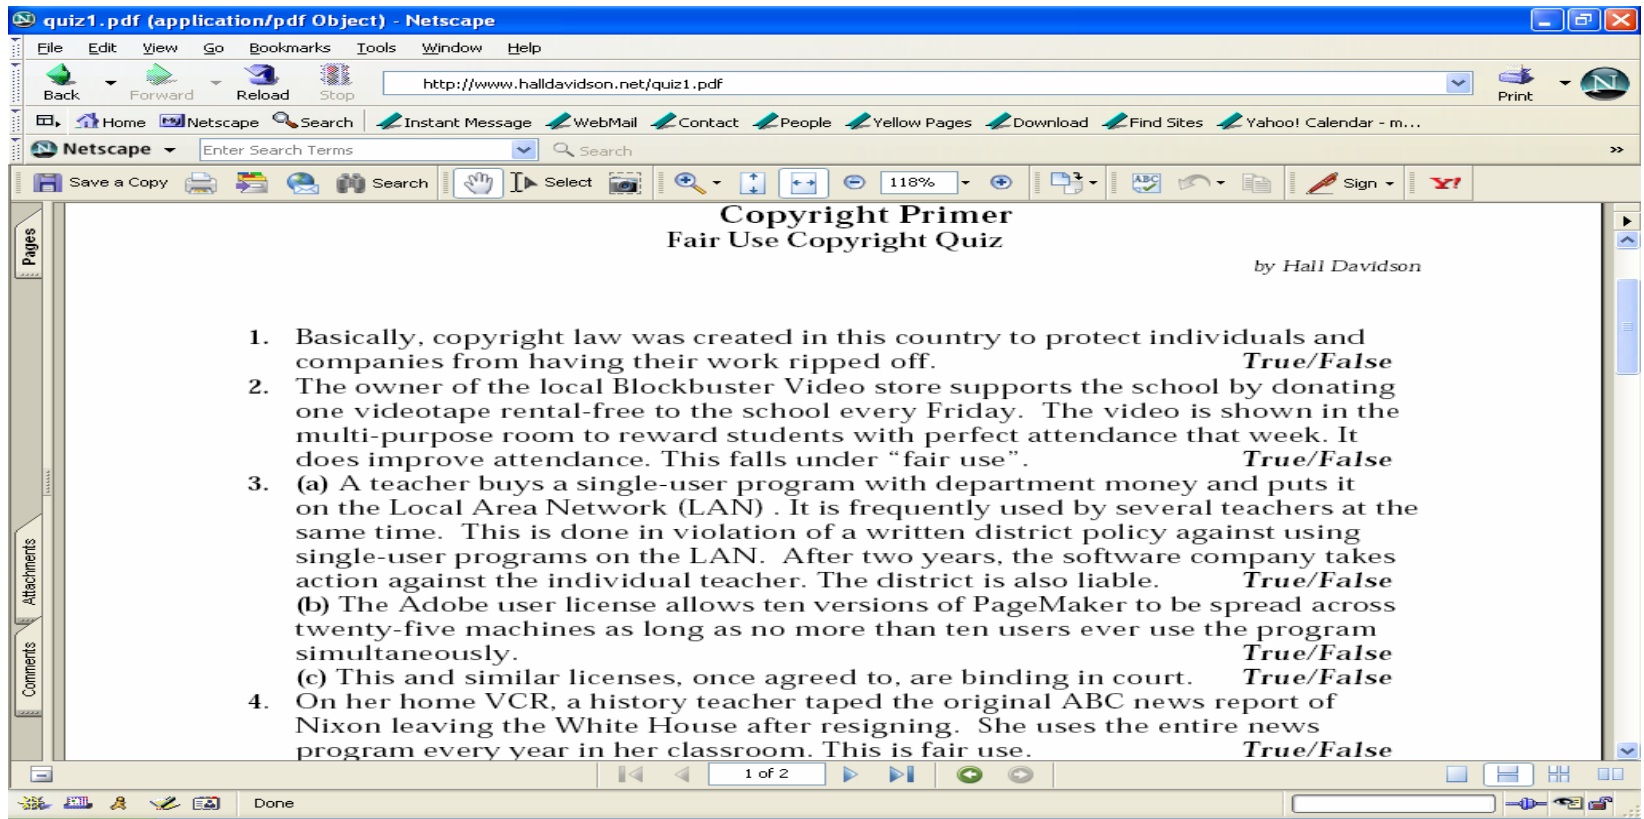 quiz1.pdf (application/pdf Object) - Netscape
File Edit View Go Bookmarks Tools Window Help
Back Forward Reload Stop http://www.halldavidson.net/quiz1.pdf Print
Home Netscape Search Instant Message WebMail Contact People Yellow Pages Download Find Sites Yahoo! Calendar - m...
Netscape Enter Search Terms Search
Save a Copy Search Select 118% Sign Y!
Pages
Attachments
Comments
Copyright Primer
Fair Use Copyright Quiz
by Hall Davidson
1. Basically, copyright law was created in this country to protect individuals and
companies from having their work ripped off. True/False
2. The owner of the local Blockbuster Video store supports the school by donating
one videotape rental-free to the school every Friday. The video is shown in the
multi-purpose room to reward students with perfect attendance that week. It
does improve attendance. This falls under “fair use”. True/False
3. (a) A teacher buys a single-user program with department money and puts it
on the Local Area Network (LAN) . It is frequently used by several teachers at the
same time. This is done in violation of a written district policy against using
single-user programs on the LAN. After two years, the software company takes
action against the individual teacher. The district is also liable. True/False
(b) The Adobe user license allows ten versions of PageMaker to be spread across
twenty-five machines as long as no more than ten users ever use the program
simultaneously. True/False
(c) This and similar licenses, once agreed to, are binding in court. True/False
4. On her home VCR, a history teacher taped the original ABC news report of
Nixon leaving the White House after resigning. She uses the entire news
program every year in her classroom. This is fair use. True/False
1 of 2
Done